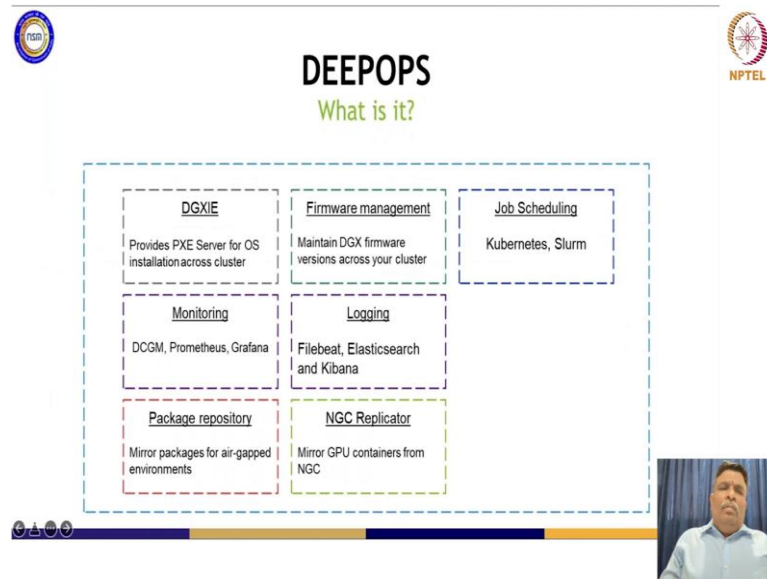 nsm
NPTEL
DEEPOPS
What is it?
DGXIE
Provides PXE Server for OS
installation across cluster
Firmware management
Maintain DGX firmware
versions across your cluster
Job Scheduling
Kubernetes, Slurm
Monitoring
DCGM, Prometheus, Grafana
Logging
Filebeat, Elasticsearch
and Kibana
Package repository
Mirror packages for air-gapped
environments
NGC Replicator
Mirror GPU containers from
NGC